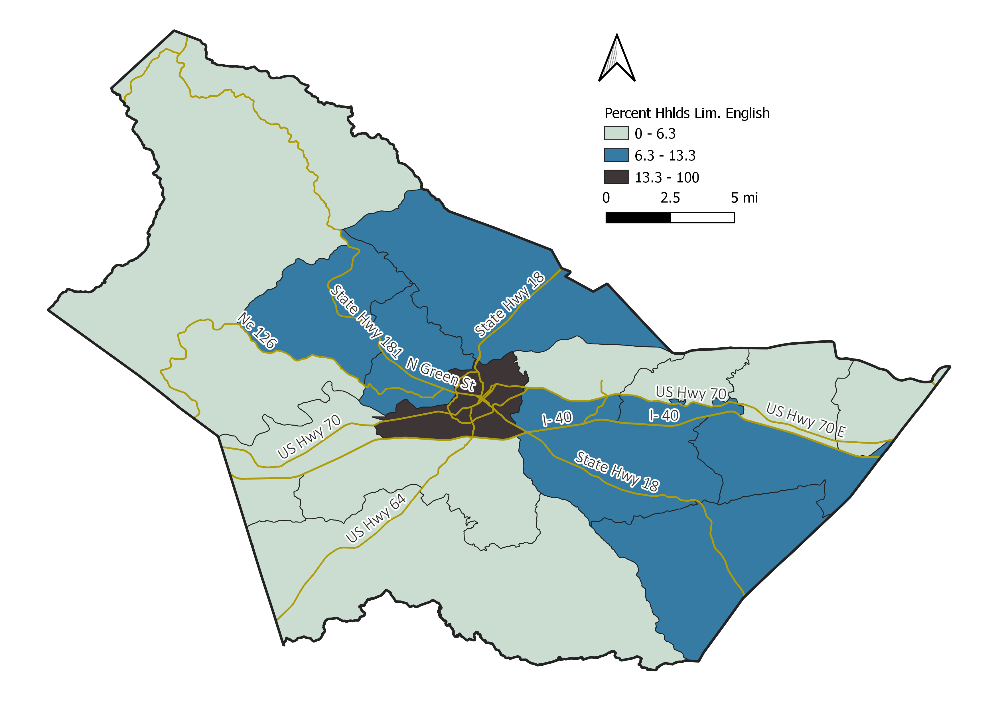 Percent Hhlds Lim. English
0 - 6.3
6.3 - 13.3
13.3 - 100
0 2.5 5 mi
State Hwy 18
State Hwy 181
Nc 126
N Green St
US Hwy 70
US Hwy 70
I- 40
I- 40
US Hwy 70 E
State Hwy 18
US Hwy 64